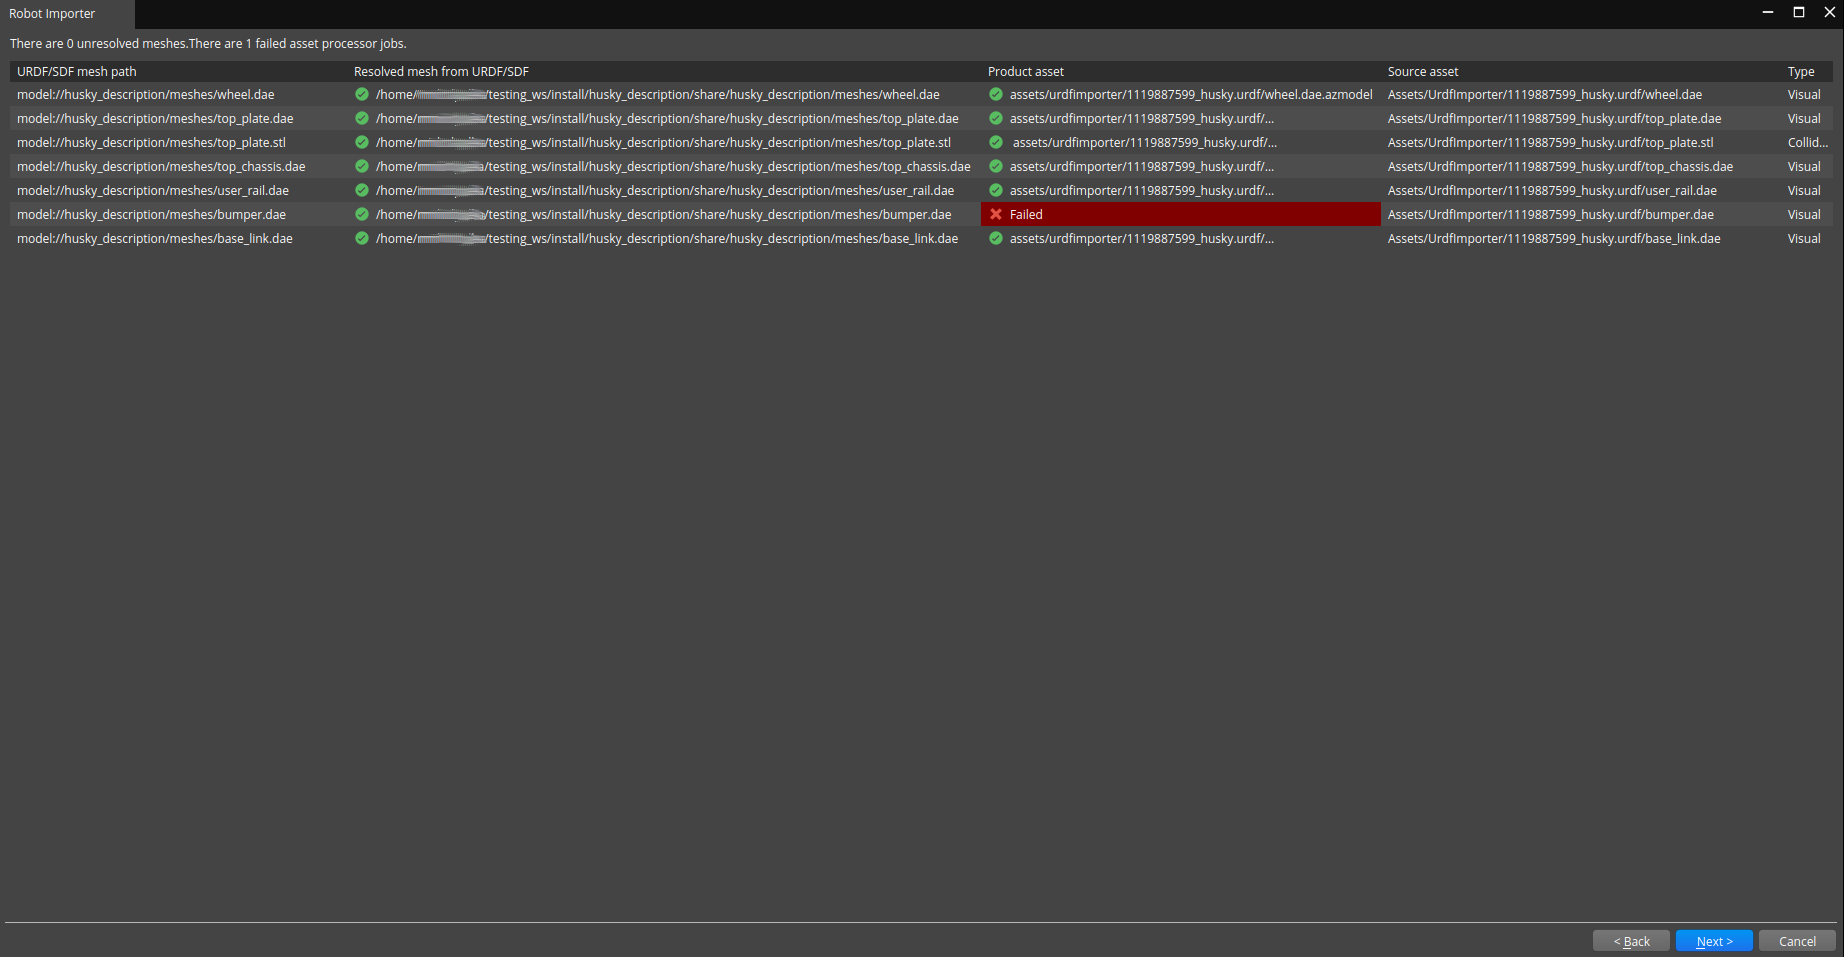 Robot Importer
There are 0 unresolved meshes.There are 1 failed asset processor jobs.
URDF/SDF mesh path Resolved mesh from URDF/SDF Product asset Source asset Type
model://husky_description/meshes/wheel.dae /home/ /testing_ws/install/husky_description/share/husky_description/meshes/wheel.dae assets/urdfimporter/1119887599_husky.urdf/wheel.dae.azmodel Assets/UrdfImporter/1119887599_husky.urdf/wheel.dae Visual
model://husky_description/meshes/top_plate.dae /home/ /testing_ws/install/husky_description/share/husky_description/meshes/top_plate.dae assets/urdfimporter/1119887599_husky.urdf/... Assets/UrdfImporter/1119887599_husky.urdf/top_plate.dae Visual
model://husky_description/meshes/top_plate.stl /home/ /testing_ws/install/husky_description/share/husky_description/meshes/top_plate.stl assets/urdfimporter/1119887599_husky.urdf/... Assets/UrdfImporter/1119887599_husky.urdf/top_plate.stl Collid...
model://husky_description/meshes/top_chassis.dae /home/ /testing_ws/install/husky_description/share/husky_description/meshes/top_chassis.dae assets/urdfimporter/1119887599_husky.urdf/... Assets/UrdfImporter/1119887599_husky.urdf/top_chassis.dae Visual
model://husky_description/meshes/user_rail.dae /home/ /testing_ws/install/husky_description/share/husky_description/meshes/user_rail.dae assets/urdfimporter/1119887599_husky.urdf/... Assets/UrdfImporter/1119887599_husky.urdf/user_rail.dae Visual
model://husky_description/meshes/bumper.dae /home/ /testing_ws/install/husky_description/share/husky_description/meshes/bumper.dae Failed Assets/UrdfImporter/1119887599_husky.urdf/bumper.dae Visual
model://husky_description/meshes/base_link.dae /home/ /testing_ws/install/husky_description/share/husky_description/meshes/base_link.dae assets/urdfimporter/1119887599_husky.urdf/... Assets/UrdfImporter/1119887599_husky.urdf/base_link.dae Visual
< Back Next > Cancel